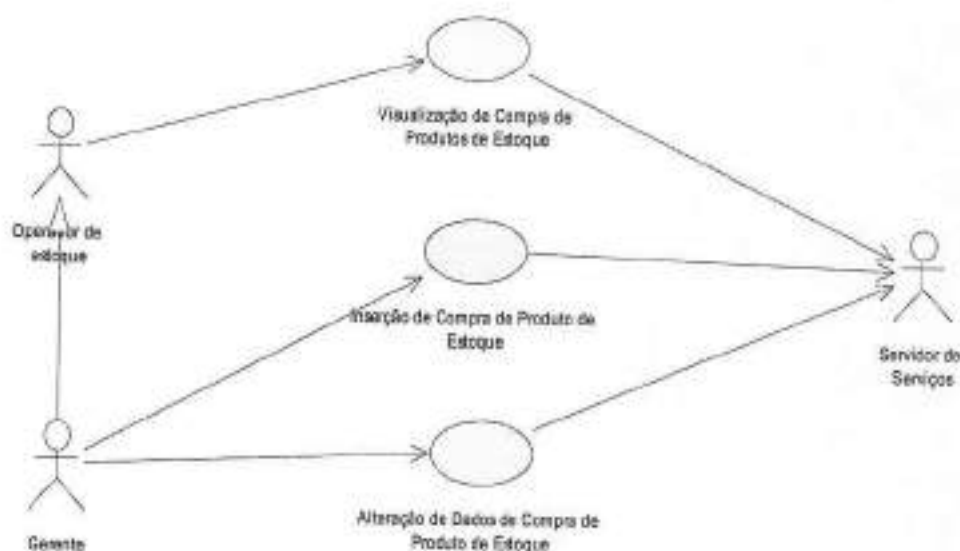 Visualização de Compra de
Produtos de Estoque
Operador de
estoque
Inserção de Compra de Produto de
Estoque
Servidor de
Serviços
Alteração de Dados de Compra de
Produto de Estoque
Gerente